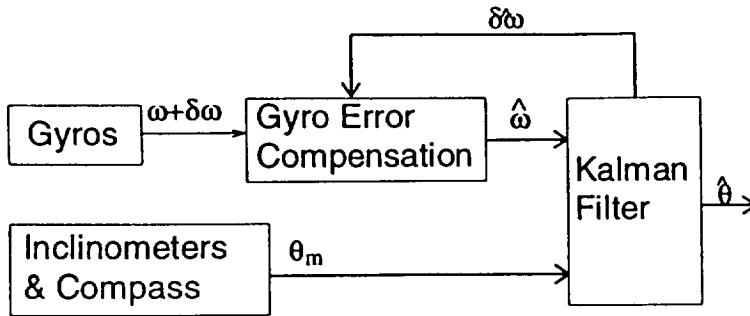 δω̂
Gyros
ω+δω
Gyro Error
Compensation
ω̂
Kalman
Filter
θ̂
Inclinometers
& Compass
θₘ